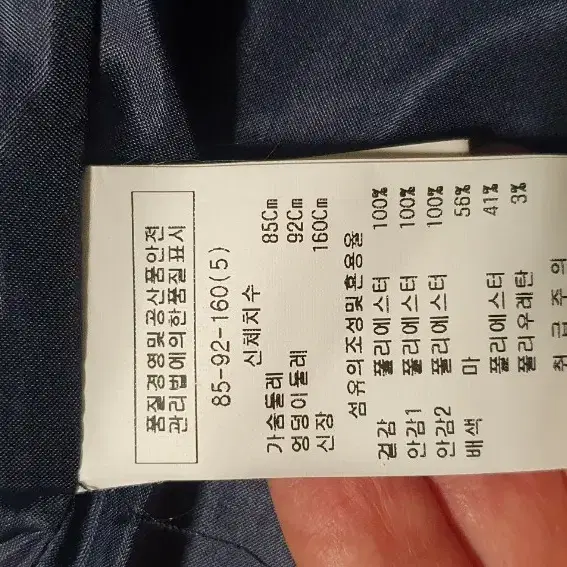 품질경영및공산품안전
관리법에의한품질표시
85-92-160(5)
신체치수
가슴둘레 85Cm
엉덩이둘레 92Cm
신장 160Cm
섬유의조성및혼용율
겉감 폴리에스터 100%
안감1 폴리에스터 100%
안감2 폴리에스터 100%
배색 마 56%
폴리에스터 41%
폴리우레탄 3%
취급주의